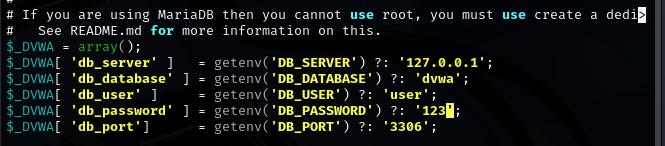 #
# If you are using MariaDB then you cannot use root, you must use create a dedi>
#   See README.md for more information on this.
$_DVWA = array();
$_DVWA[ 'db_server' ]   = getenv('DB_SERVER') ?: '127.0.0.1';
$_DVWA[ 'db_database' ] = getenv('DB_DATABASE') ?: 'dvwa';
$_DVWA[ 'db_user' ]     = getenv('DB_USER') ?: 'user';
$_DVWA[ 'db_password' ] = getenv('DB_PASSWORD') ?: '123';
$_DVWA[ 'db_port']      = getenv('DB_PORT') ?: '3306';